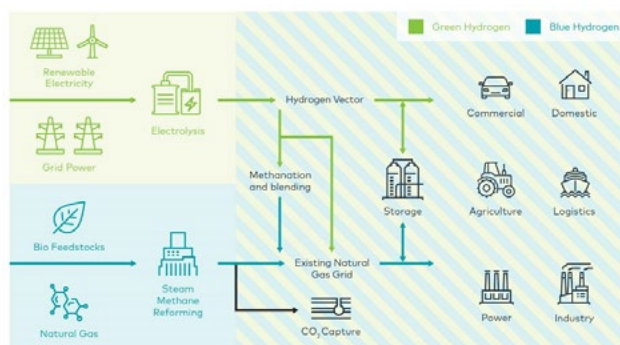 Green Hydrogen
Blue Hydrogen
Renewable
Electricity
Electrolysis
Grid Power
Hydrogen Vector
Commercial
Domestic
Methanation
and blending
Storage
Agriculture
Logistics
Bio Feedstocks
Steam
Methane
Reforming
Existing Natural
Gas Grid
Natural Gas
CO₂ Capture
Power
Industry